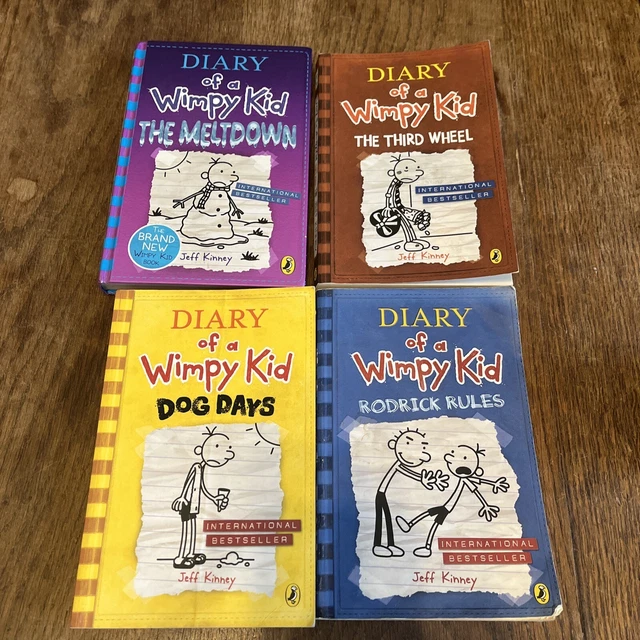 DIARY
of a
Wimpy Kid
THE MELTDOWN
INTERNATIONAL
BESTSELLER
THE
BRAND
NEW
WIMPY KID
BOOK
Jeff Kinney
DIARY
of a
Wimpy Kid
THE THIRD WHEEL
INTERNATIONAL
BESTSELLER
Jeff Kinney
DIARY
of a
Wimpy Kid
DOG DAYS
INTERNATIONAL
BESTSELLER
Jeff Kinney
DIARY
of a
Wimpy Kid
RODRICK RULES
INTERNATIONAL
BESTSELLER
Jeff Kinney